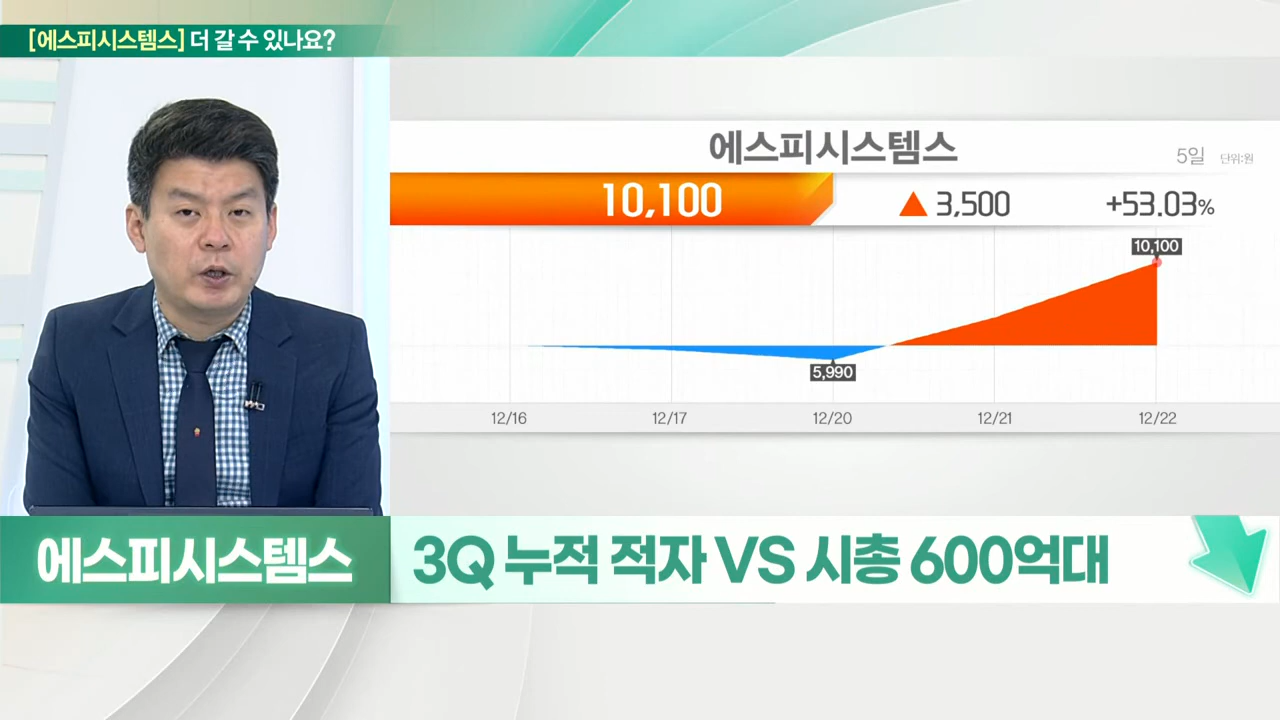 [에스피시스템스] 더 갈 수 있나요?
에스피시스템스
5일 단위:원
10,100 ▲ 3,500 +53.03%
10,100
5,990
12/16 12/17 12/20 12/21 12/22
에스피시스템스
3Q 누적 적자 VS 시총 600억대